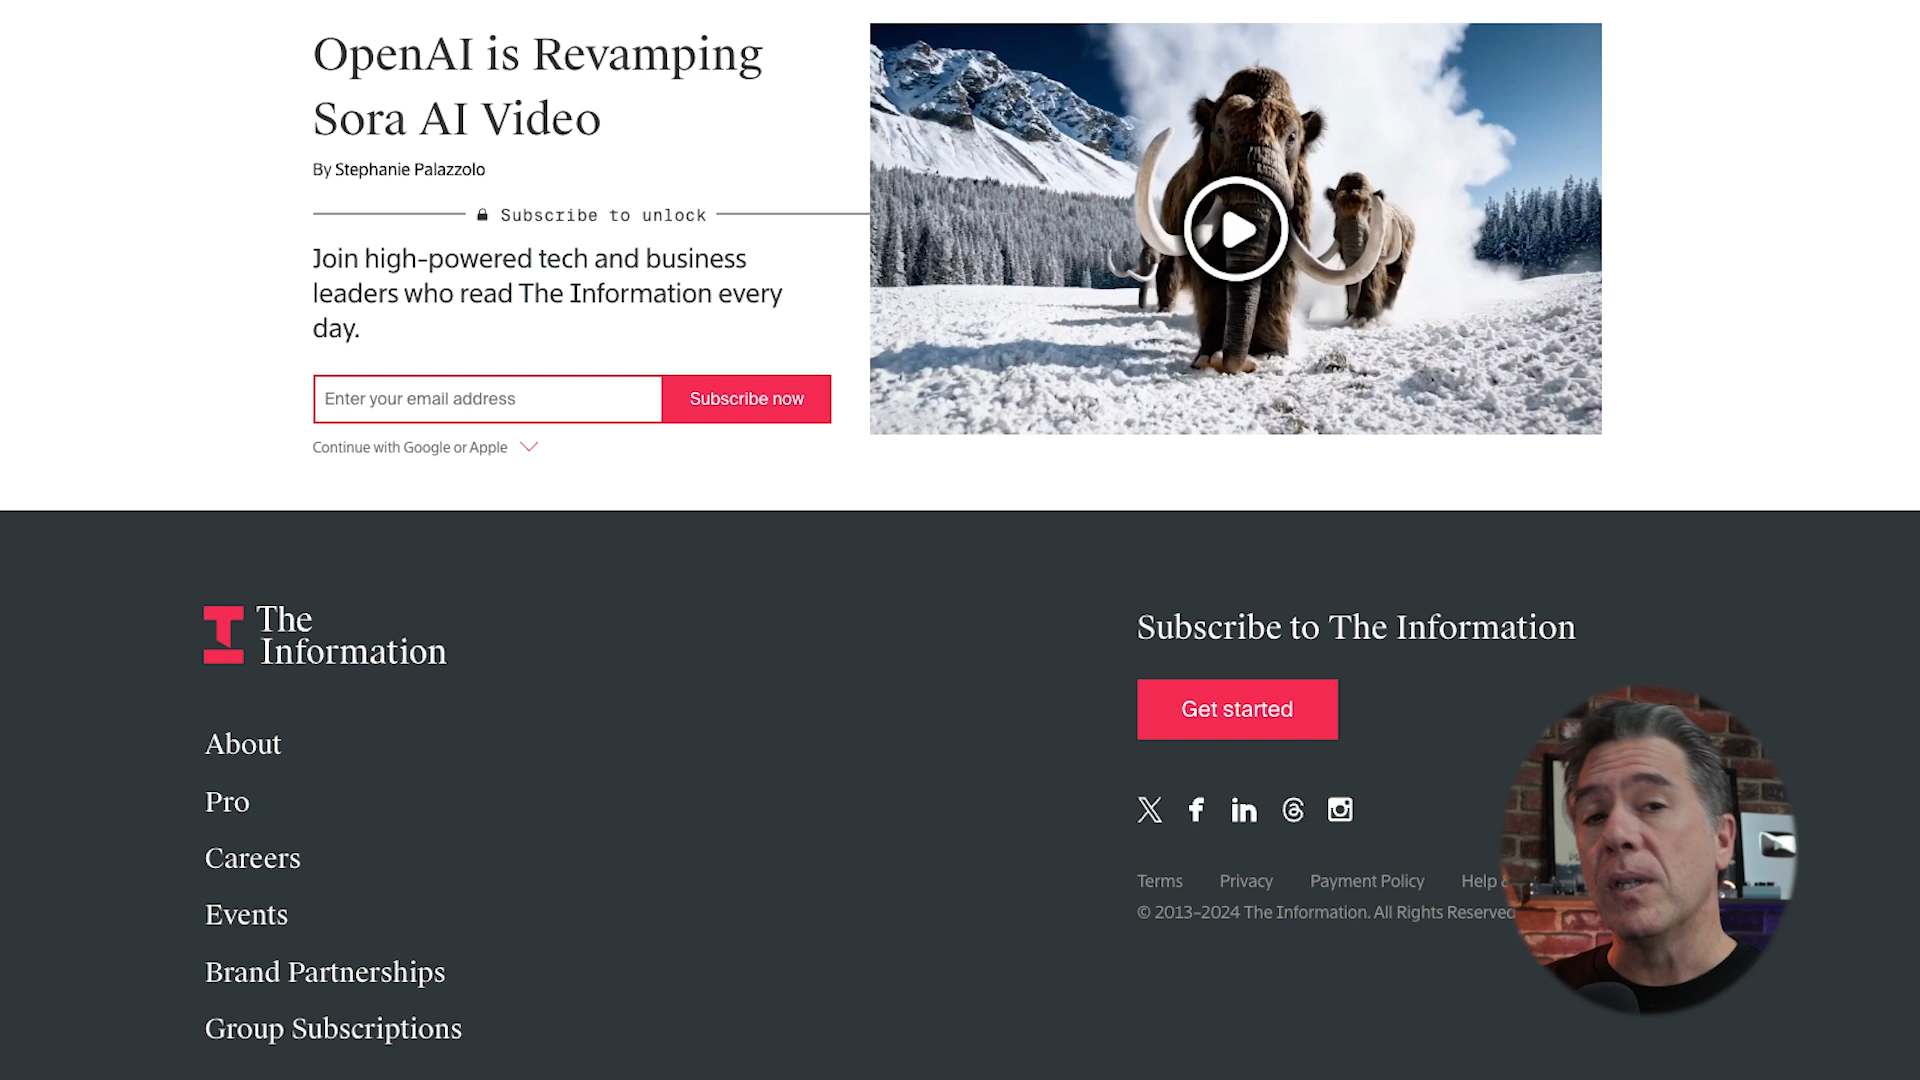 OpenAI is Revamping
Sora AI Video
By Stephanie Palazzolo
Subscribe to unlock
Join high-powered tech and business
leaders who read The Information every
day.
Enter your email address
Subscribe now
Continue with Google or Apple
The
Information
About
Pro
Careers
Events
Brand Partnerships
Group Subscriptions
Subscribe to The Information
Get started
Terms Privacy Payment Policy Help
© 2013–2024 The Information. All Rights Reserved